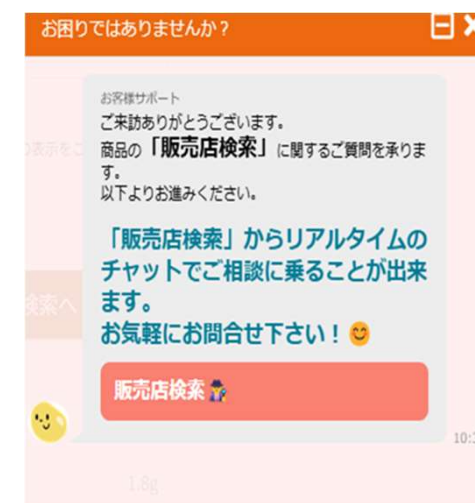 お困りではありませんか？
お客様サポート
ご来訪ありがとうございます。
商品の「販売店検索」に関するご質問を承りま
す。
以下よりお進みください。
「販売店検索」からリアルタイムの
チャットでご相談に乗ることが出来
ます。
お気軽にお問合せ下さい！😊
販売店検索🕵️‍♂️
検索へ
1.8g